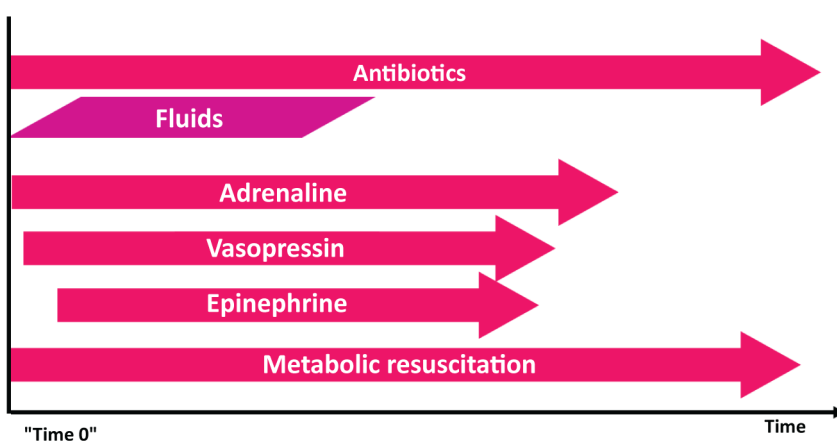 Antibiotics
Fluids
Adrenaline
Vasopressin
Epinephrine
Metabolic resuscitation
"Time 0"
Time